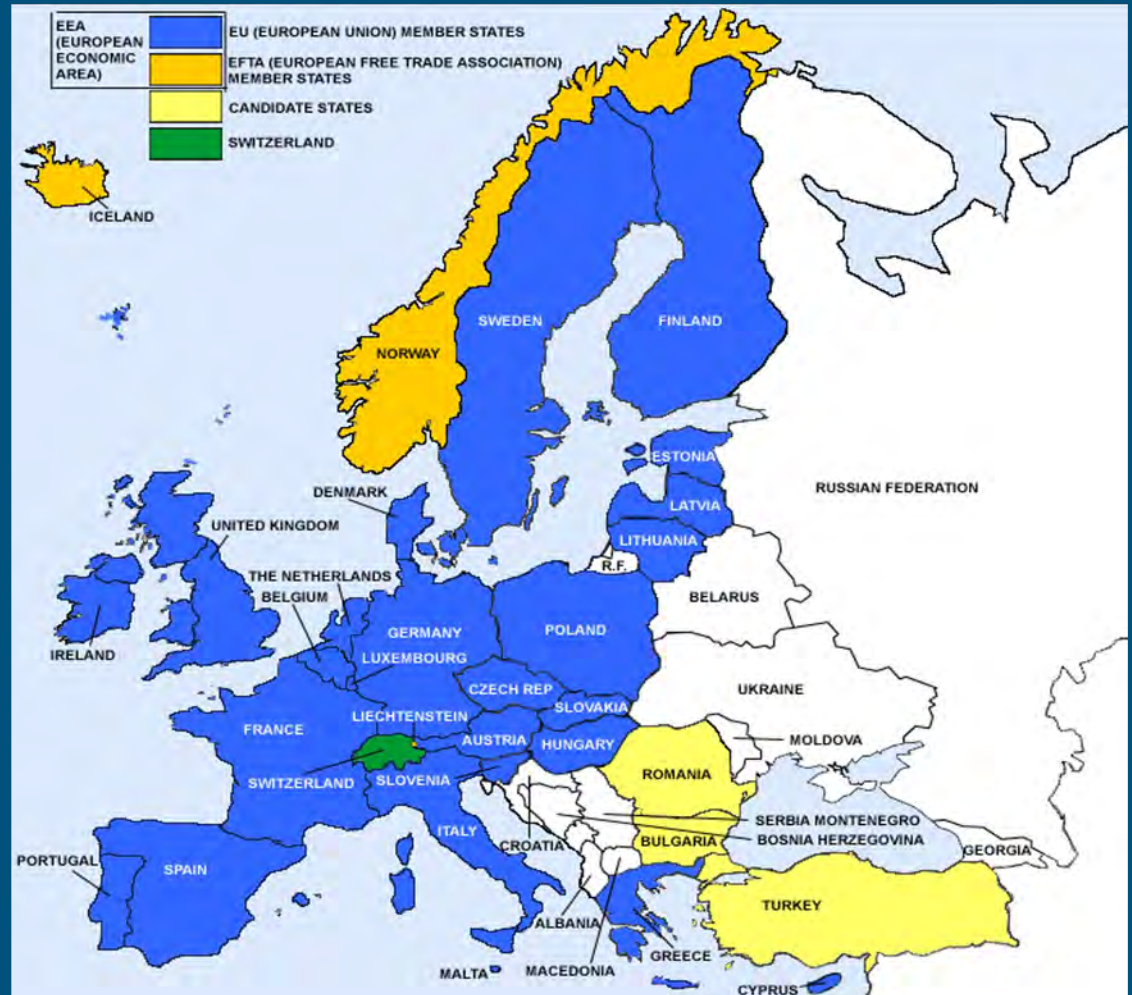 EEA
(EUROPEAN
ECONOMIC
AREA)
EU (EUROPEAN UNION) MEMBER STATES
EFTA (EUROPEAN FREE TRADE ASSOCIATION)
MEMBER STATES
CANDIDATE STATES
SWITZERLAND
ICELAND
SWEDEN
FINLAND
NORWAY
ESTONIA
RUSSIAN FEDERATION
DENMARK
LATVIA
UNITED KINGDOM
LITHUANIA
R.F.
THE NETHERLANDS
BELGIUM
BELARUS
GERMANY
POLAND
IRELAND
LUXEMBOURG
CZECH REP
UKRAINE
SLOVAKIA
FRANCE
LIECHTENSTEIN
AUSTRIA
HUNGARY
MOLDOVA
ROMANIA
SWITZERLAND
SLOVENIA
SERBIA MONTENEGRO
ITALY
BOSNIA HERZEGOVINA
CROATIA
BULGARIA
GEORGIA
PORTUGAL
SPAIN
TURKEY
ALBANIA
GREECE
MACEDONIA
MALTA
CYPRUS